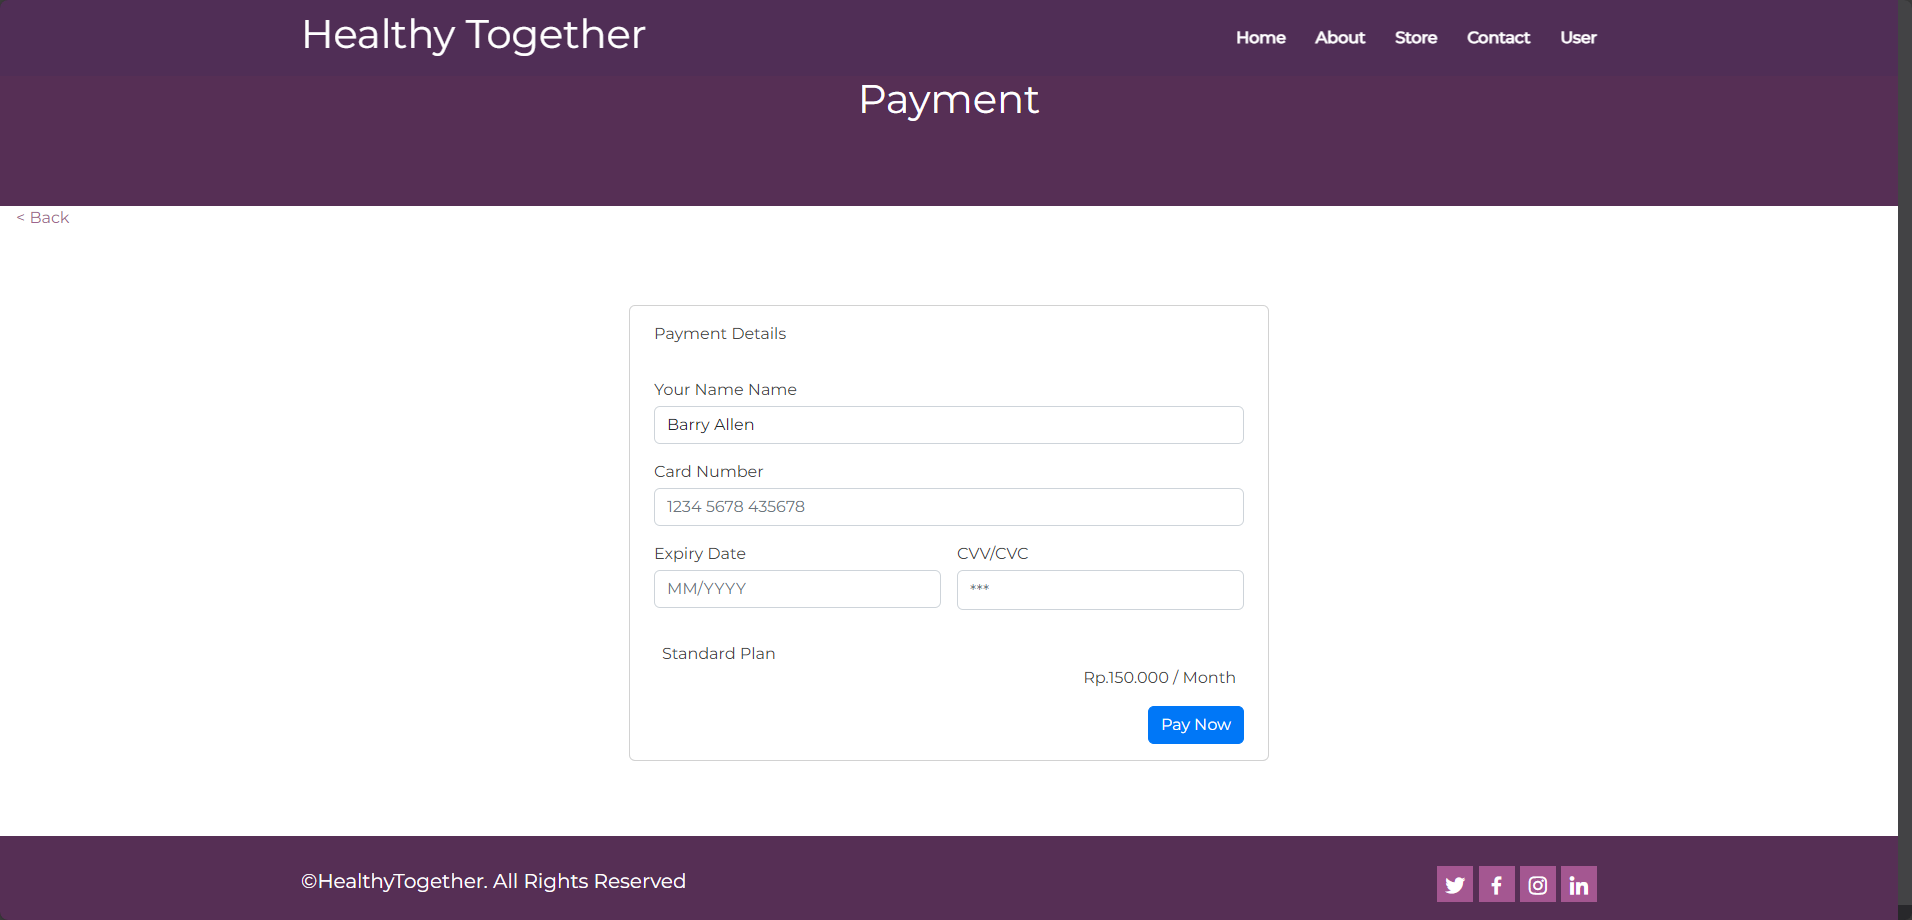 Healthy Together
Home About Store Contact User
Payment
< Back
Payment Details
Your Name Name
Barry Allen
Card Number
1234 5678 435678
Expiry Date CVV/CVC
MM/YYYY ***
Standard Plan
Rp.150.000 / Month
Pay Now
©HealthyTogether. All Rights Reserved